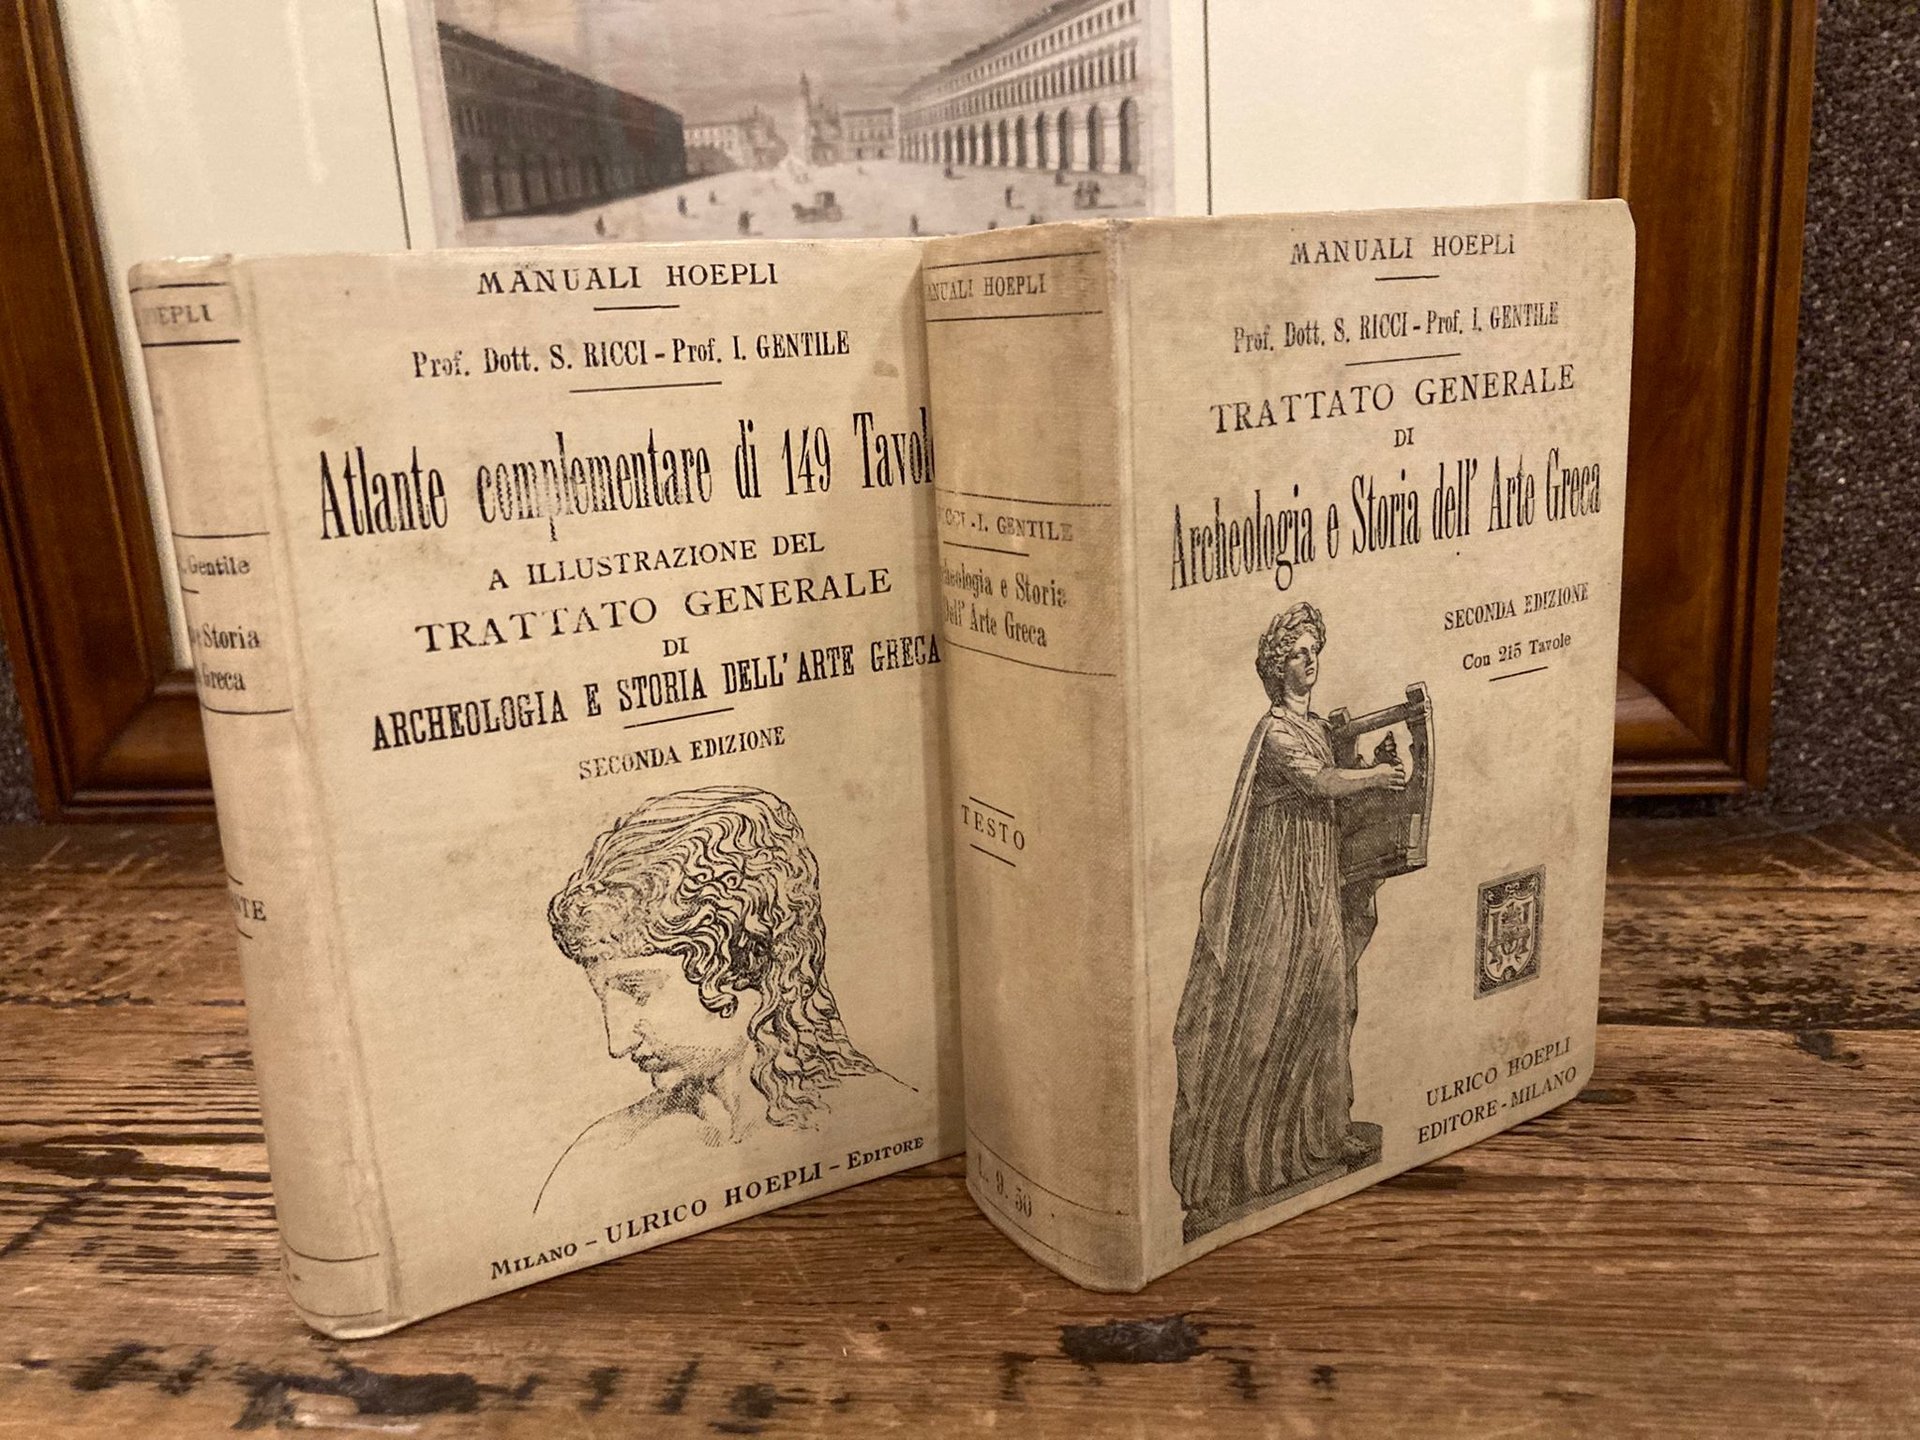 MANUALI HOEPLI
Prof. Dott. S. RICCI - Prof. I. GENTILE
Atlante complementare di 149
A ILLUSTRAZIONE DEL
TRATTATO GENERALE
DI
ARCHEOLOGIA E STORIA DELL' ARTE GRECA
SECONDA EDIZIONE
MILANO - ULRICO HOEPLI - EDITORE
Gentile
e Storia
Greca
HOEPLI
I. GENTILE
e Storia
Dell' Arte Greca
TESTO
L. 9. 50
MANUALI HOEPLI
Prof. Dott. S. RICCI - Prof. I. GENTILE
TRATTATO GENERALE
DI
Archeologia e Storia dell' Arte Greca
SECONDA EDIZIONE
Con 215 Tavole
ULRICO HOEPLI
EDITORE - MILANO